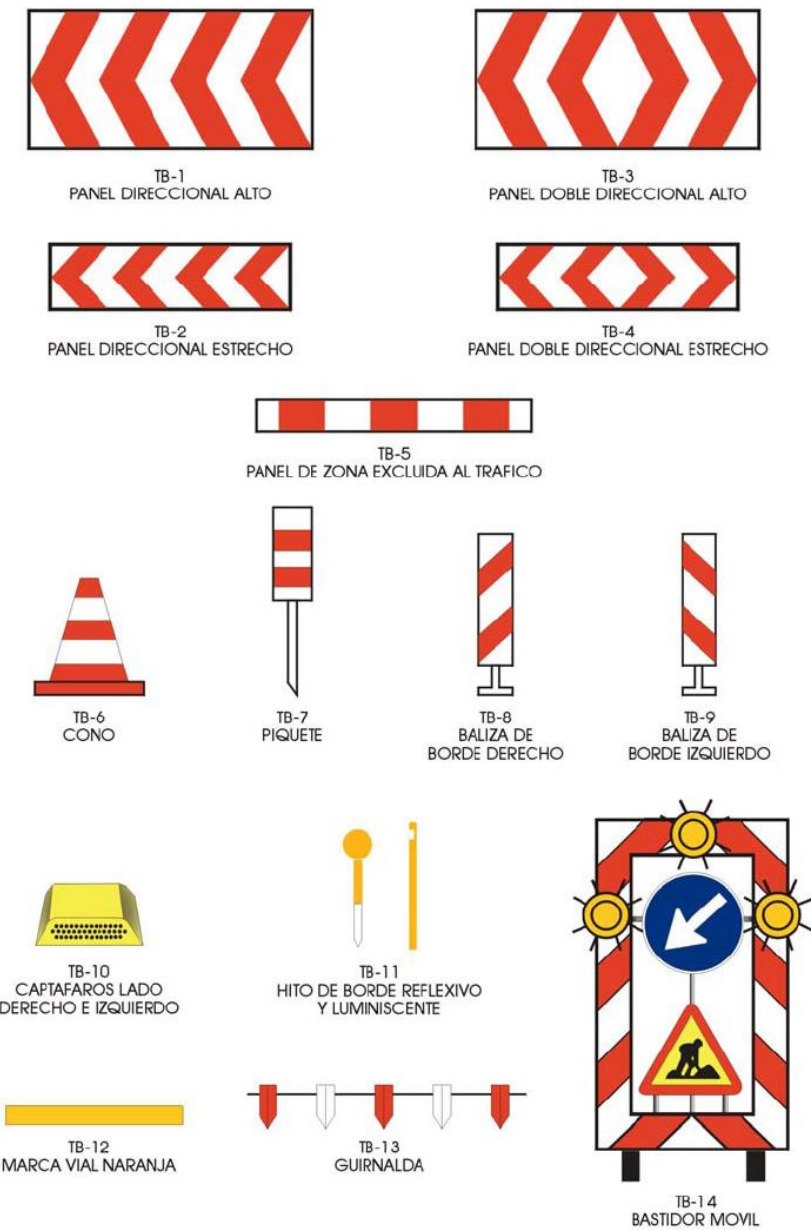 TB-1
PANEL DIRECCIONAL ALTO
TB-3
PANEL DOBLE DIRECCIONAL ALTO
TB-2
PANEL DIRECCIONAL ESTRECHO
TB-4
PANEL DOBLE DIRECCIONAL ESTRECHO
TB-5
PANEL DE ZONA EXCLUIDA AL TRAFICO
TB-6
CONO
TB-7
PIQUETE
TB-8
BALIZA DE
BORDE DERECHO
TB-9
BALIZA DE
BORDE IZQUIERDO
TB-10
CAPTAFAROS LADO
DERECHO E IZQUIERDO
TB-11
HITO DE BORDE REFLEXIVO
Y LUMINISCENTE
TB-12
MARCA VIAL NARANJA
TB-13
GUIRNALDA
TB-14
BASTIDOR MOVIL